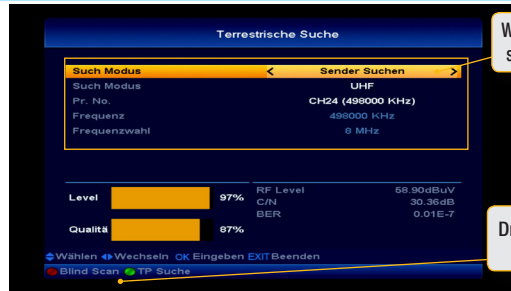 Terrestrische Suche
Such Modus < Sender Suchen >
Such Modus UHF
Pr. No. CH24 (498000 KHz)
Frequenz 498000 KHz
Frequenzwahl 8 MHz
Level 97% RF Level 58.90dBuV
C/N 30.36dB
BER 0.01E-7
Qualitä 87%
Wählen Wechseln OK Eingeben EXIT Beenden
Blind Scan TP Suche